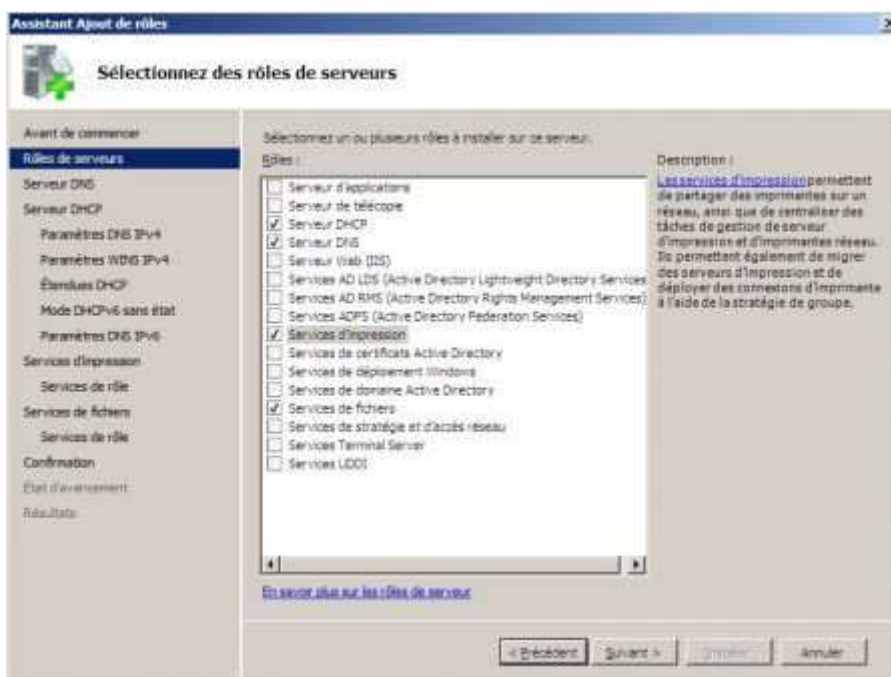 Assistant Ajout de rôles
Sélectionnez des rôles de serveurs
Avant de commencer
Rôles de serveurs
Serveur DNS
Serveur DHCP
Paramètres DNS IPv4
Paramètres WINS IPv4
Étendues DHCP
Mode DHCPv6 sans état
Paramètres DNS IPv6
Services d'impression
Services de rôle
Services de fichiers
Services de rôle
Confirmation
État d'avancement
Résultats
Sélectionnez un ou plusieurs rôles à installer sur ce serveur.
Rôles :
Serveur d'applications
Serveur de télécopie
Serveur DHCP
Serveur DNS
Serveur Web (IIS)
Services AD LDS (Active Directory Lightweight Directory Services
Services AD RMS (Active Directory Rights Management Services)
Services ADFS (Active Directory Federation Services)
Services d'impression
Services de certificats Active Directory
Services de déploiement Windows
Services de domaine Active Directory
Services de fichiers
Services de stratégie et d'accès réseau
Services Terminal Server
Services UDDI
En savoir plus sur les rôles de serveur
Description :
Les services d'impression permettent
de partager des imprimantes sur un
réseau, ainsi que de centraliser des
tâches de gestion de serveur
d'impression et d'imprimantes réseau.
Ils permettent également de migrer
des serveurs d'impression et de
déployer des connexions d'imprimante
à l'aide de la stratégie de groupe.
< Précédent
Suivant >
Installer
Annuler